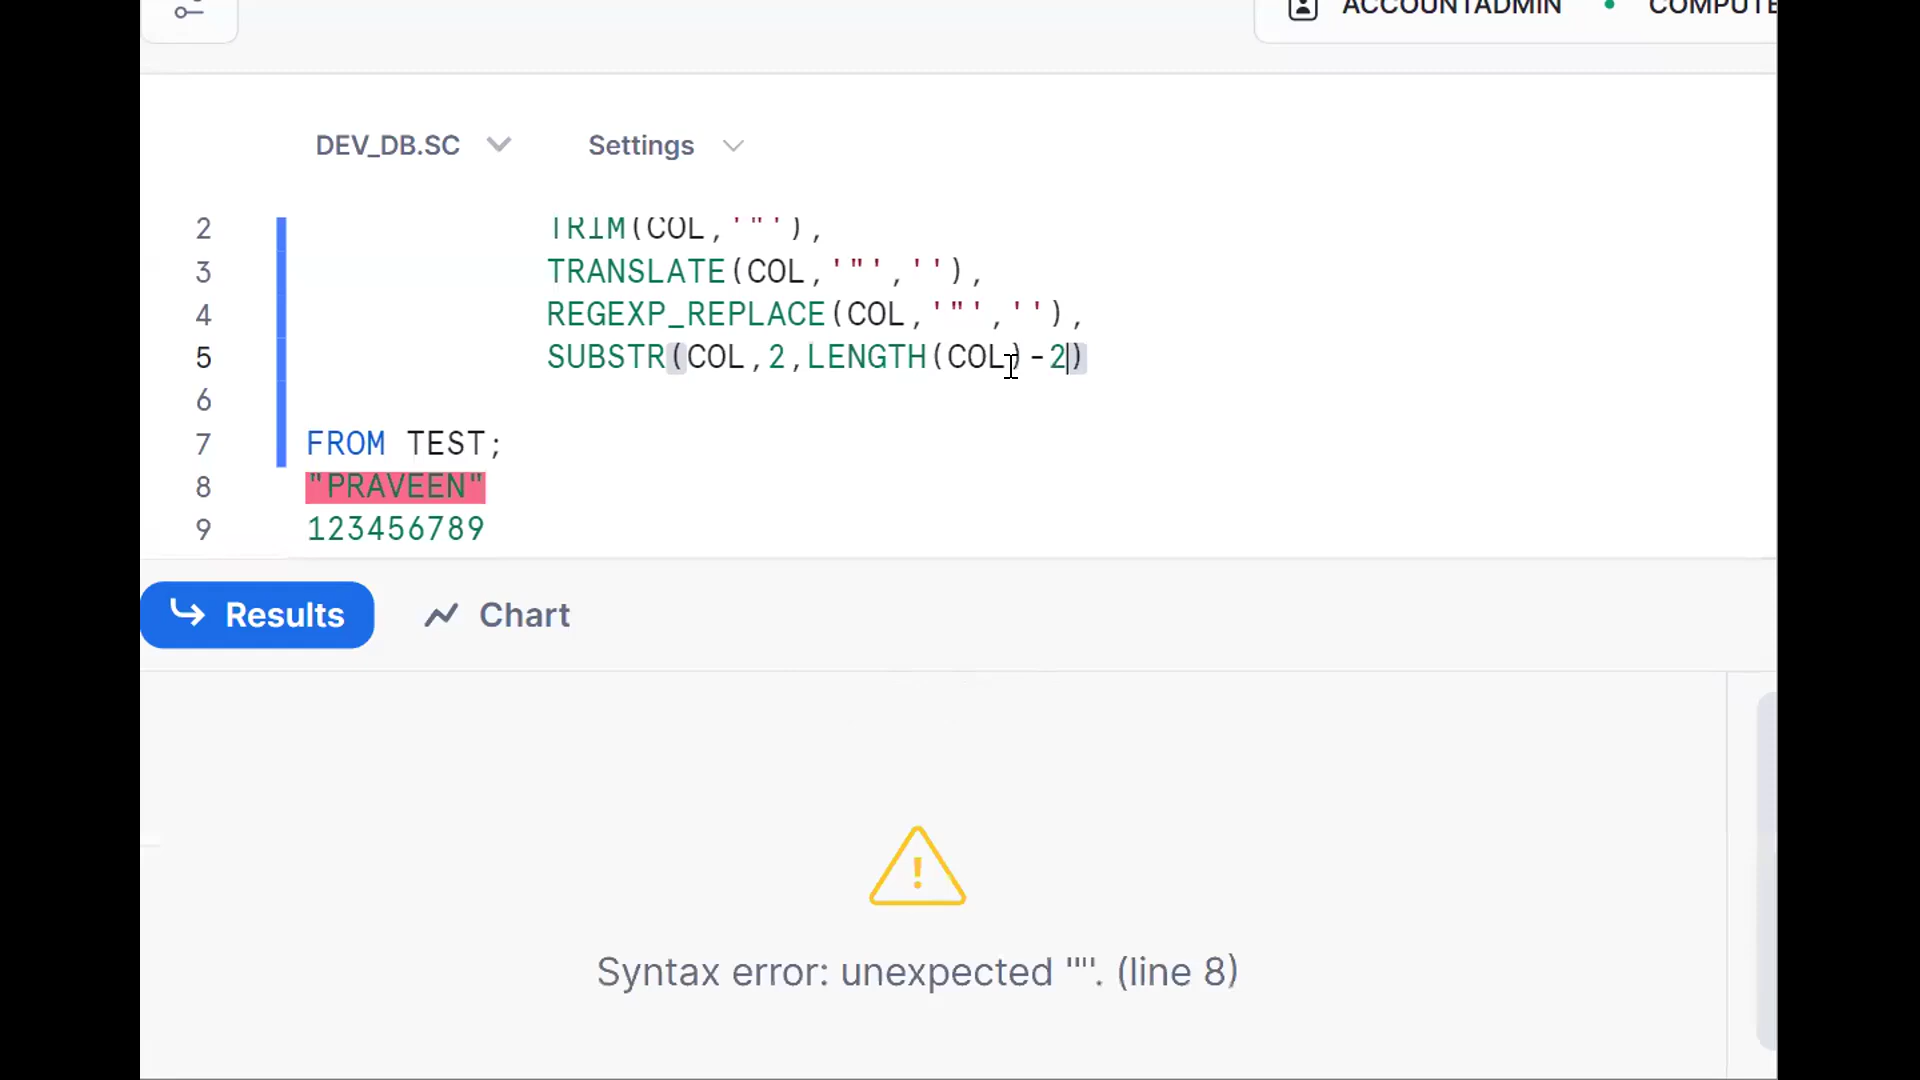 ACCOUNTADMIN • COMPUTE
DEV_DB.SC Settings
2 TRIM(COL,'"'),
3 TRANSLATE(COL,'"',''),
4 REGEXP_REPLACE(COL,'"',''),
5 SUBSTR(COL,2,LENGTH(COL)-2)
6
7 FROM TEST;
8 "PRAVEEN"
9 123456789
Results Chart
Syntax error: unexpected '"'. (line 8)